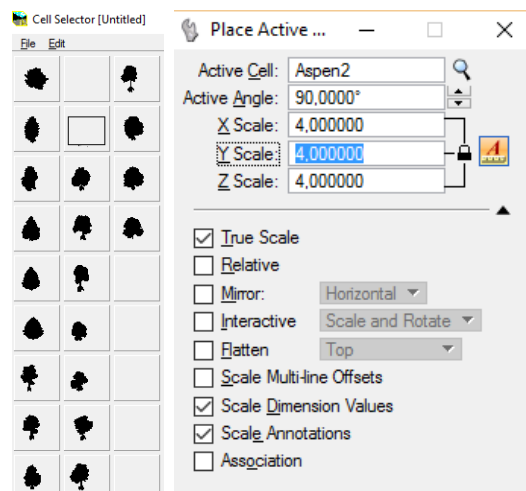 Cell Selector [Untitled]
File Edit
Place Active ...
Active Cell: Aspen2
Active Angle: 90,0000°
X Scale: 4,000000
Y Scale: 4,000000
Z Scale: 4,000000
A
True Scale
Relative
Mirror: Horizontal
Interactive Scale and Rotate
Flatten Top
Scale Multi-line Offsets
Scale Dimension Values
Scale Annotations
Association